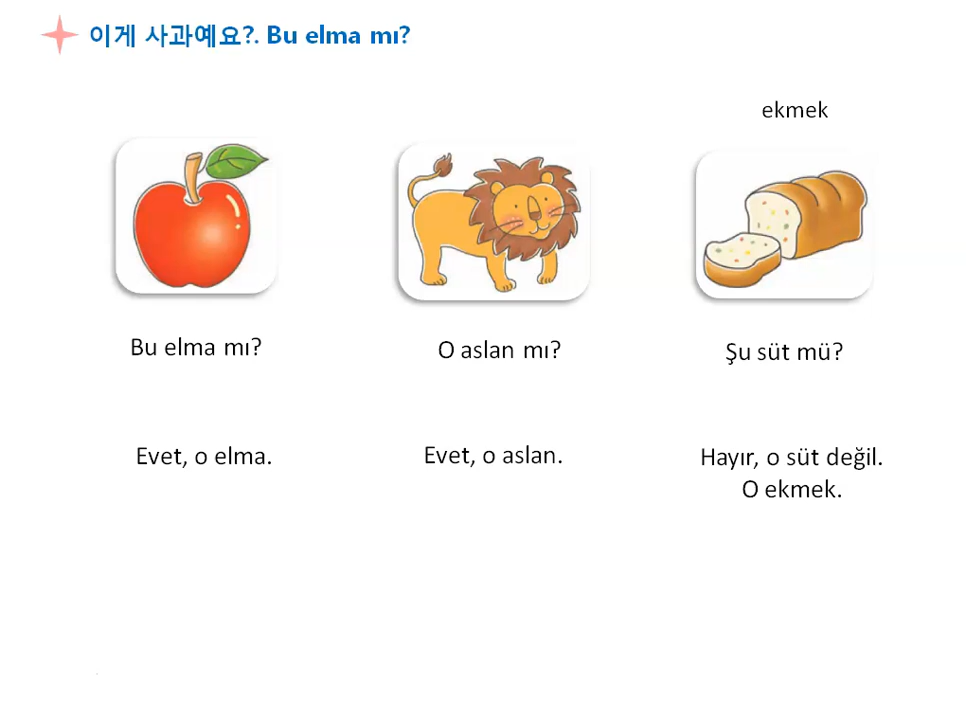 이게 사과예요?. Bu elma mı?
ekmek
Bu elma mı?
O aslan mı?
Şu süt mü?
Evet, o elma.
Evet, o aslan.
Hayır, o süt değil.
O ekmek.